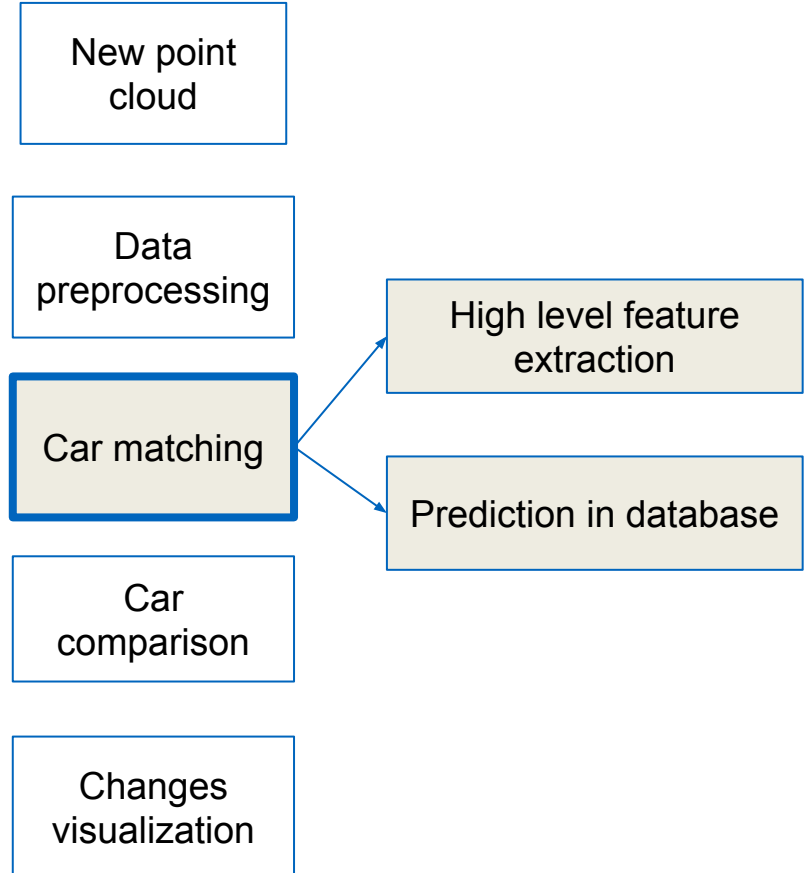 New point
cloud
Data
preprocessing
High level feature
extraction
Car matching
Prediction in database
Car
comparison
Changes
visualization